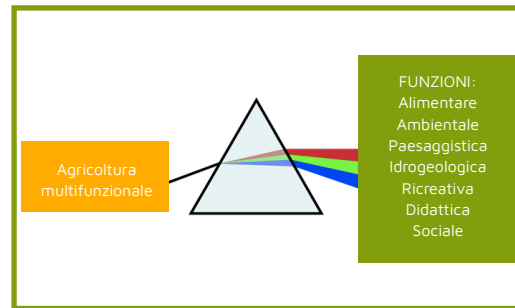 Agricoltura
multifunzionale
FUNZIONI:
Alimentare
Ambientale
Paesaggistica
Idrogeologica
Ricreativa
Didattica
Sociale